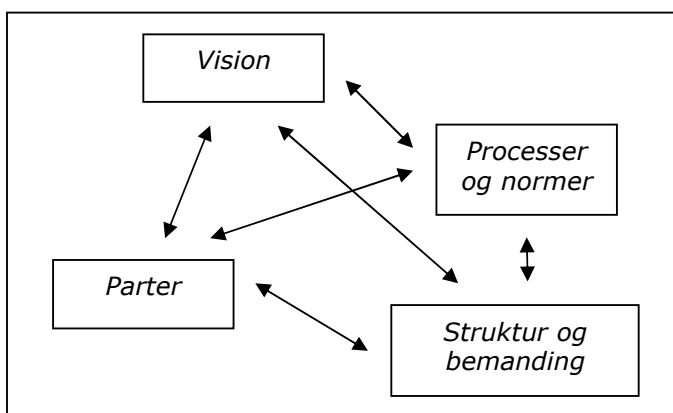 Vision
Processer
og normer
Parter
Struktur og
bemanding